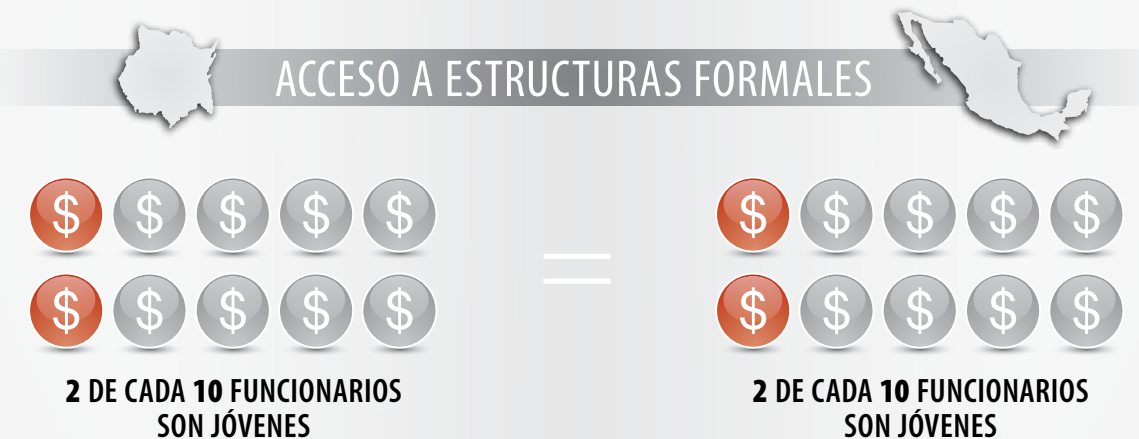 ACCESO A ESTRUCTURAS FORMALES
$ $ $ $ $
$ $ $ $ $
=
$ $ $ $ $
$ $ $ $ $
2 DE CADA 10 FUNCIONARIOS
SON JÓVENES
2 DE CADA 10 FUNCIONARIOS
SON JÓVENES